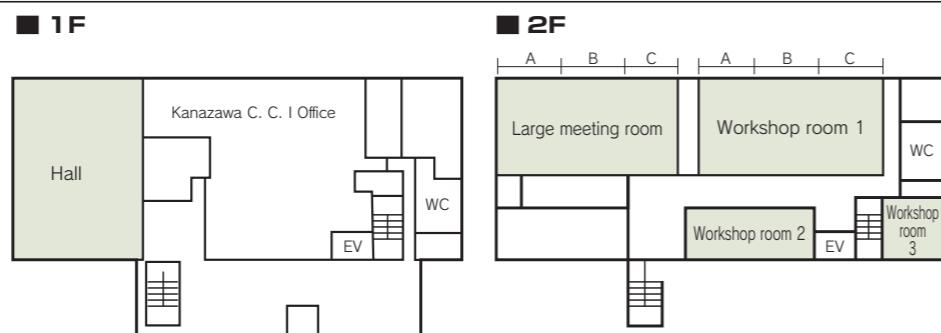 ■ 1F
Kanazawa C. C. I Office
Hall
WC
EV
■ 2F
A B C A B C
Large meeting room
Workshop room 1
WC
Workshop room 2
EV
Workshop
room
3